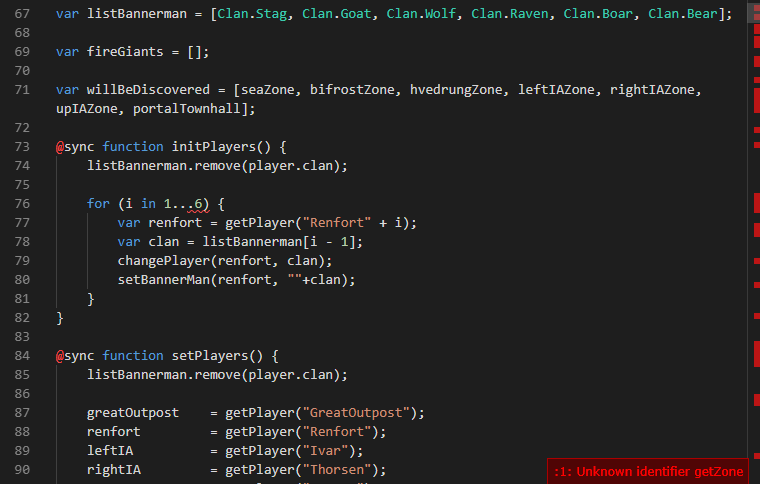 67 var listBannerman = [Clan.Stag, Clan.Goat, Clan.Wolf, Clan.Raven, Clan.Boar, Clan.Bear];
68
69 var fireGiants = [];
70
71 var willBeDiscovered = [seaZone, bifrostZone, hvedrungZone, leftIAZone, rightIAZone,
upIAZone, portalTownhall];
72
73 @sync function initPlayers() {
74     listBannerman.remove(player.clan);
75
76     for (i in 1...6) {
77         var renfort = getPlayer("Renfort" + i);
78         var clan = listBannerman[i - 1];
79         changePlayer(renfort, clan);
80         setBannerMan(renfort, ""+clan);
81     }
82 }
83
84 @sync function setPlayers() {
85     listBannerman.remove(player.clan);
86
87     greatOutpost    = getPlayer("GreatOutpost");
88     renfort         = getPlayer("Renfort");
89     leftIA          = getPlayer("Ivar");
90     rightIA         = getPlayer("Thorsen");
:1: Unknown identifier getZone